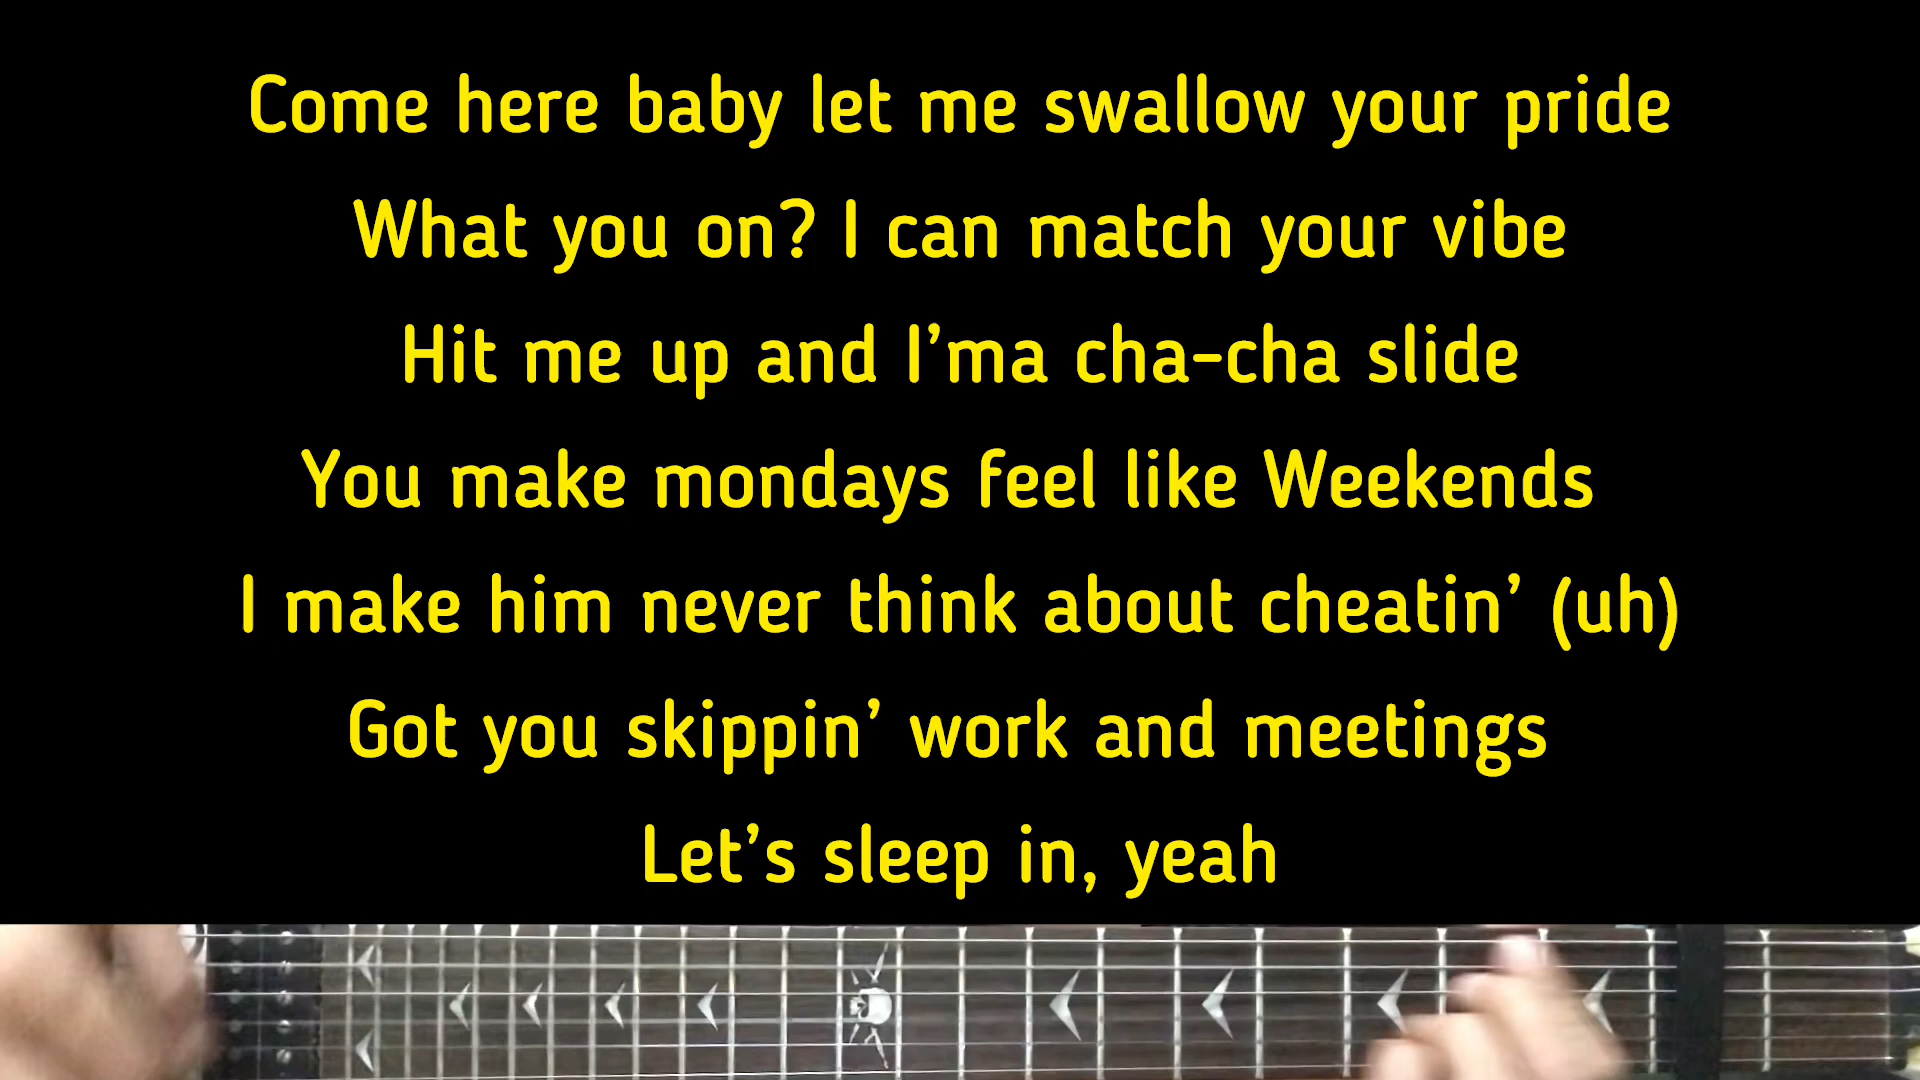 Come here baby let me swallow your pride
What you on? I can match your vibe
Hit me up and I’ma cha-cha slide
You make mondays feel like Weekends
I make him never think about cheatin’ (uh)
Got you skippin’ work and meetings
Let’s sleep in, yeah